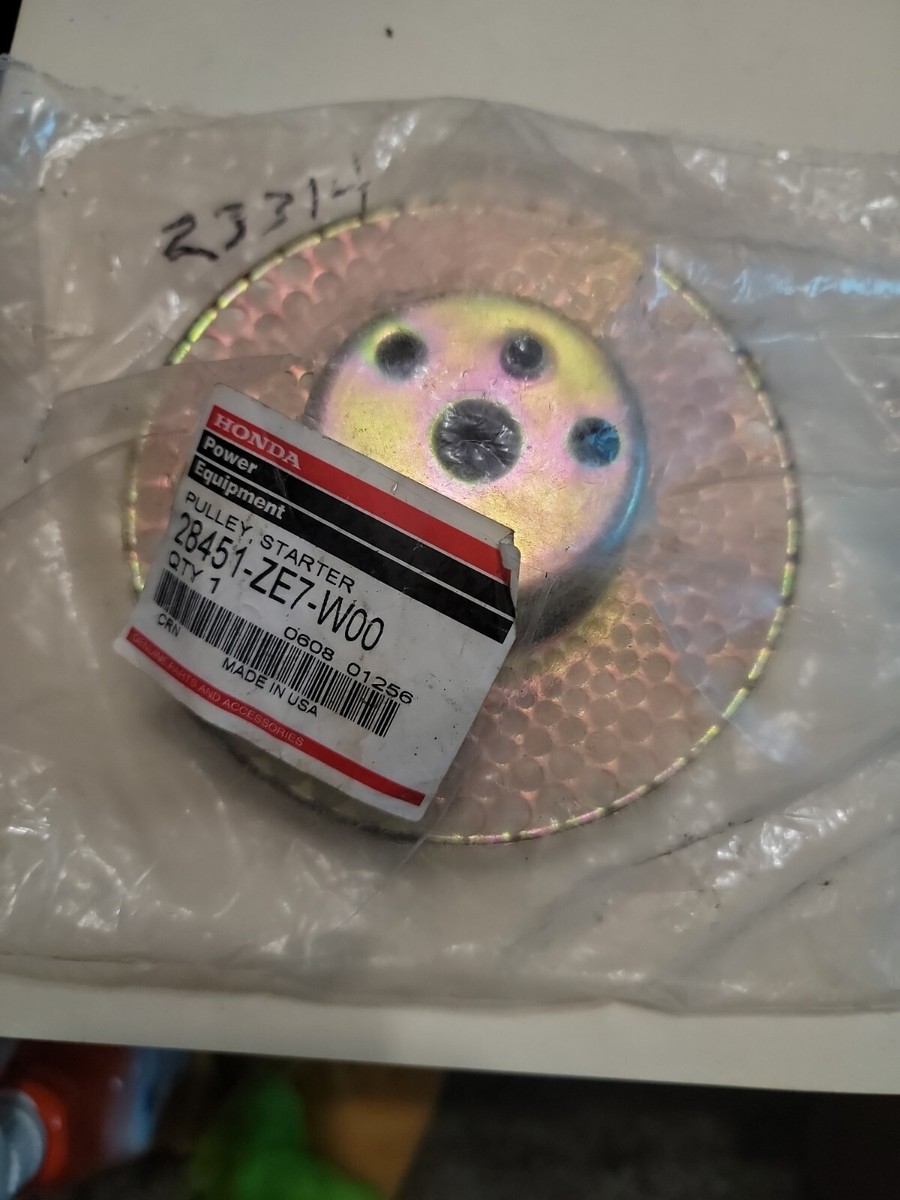 23314
HONDA
Power
Equipment
PULLEY, STARTER
28451-ZE7-W00
QTY 1
0608 01256
CRN
MADE IN USA
GENUINE PARTS AND ACCESSORIES